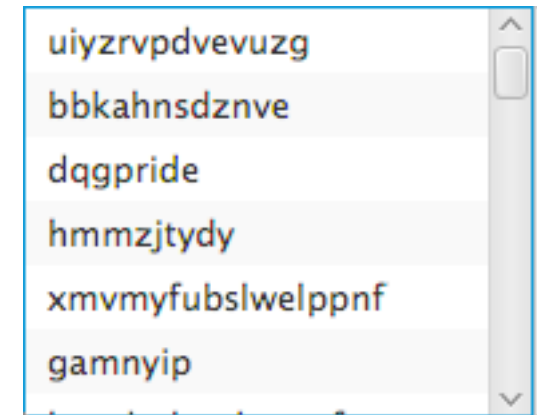 uiyzrvpdvevuzg
bbkahnsdznve
dqgpride
hmmzjtydy
xmvmyfubslwelppnf
gamnyip